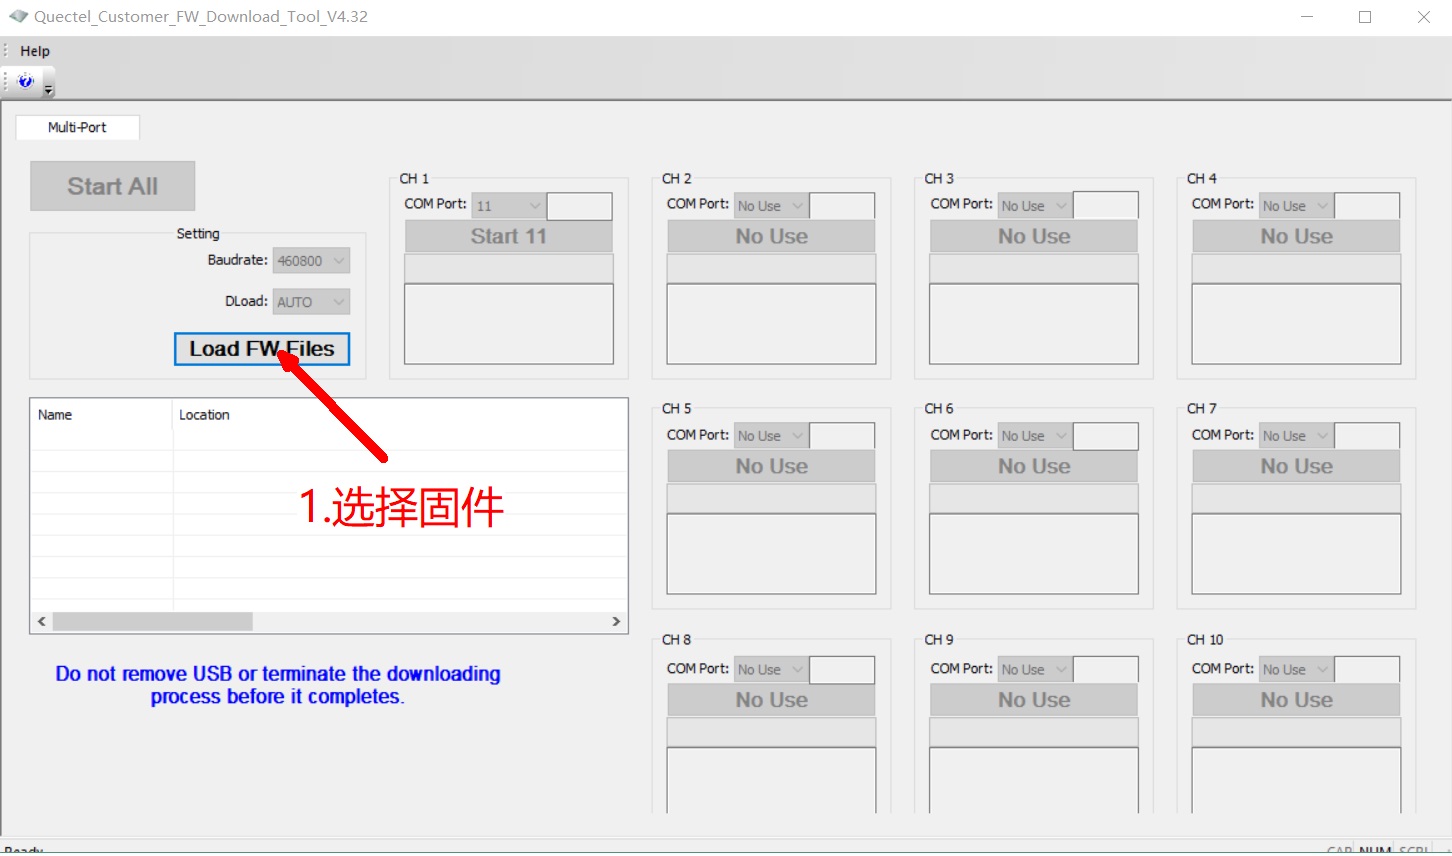 Quectel_Customer_FW_Download_Tool_V4.32
Help
Multi-Port
Start All
Setting
Baudrate: 460800
DLoad: AUTO
Load FW Files
CH 1
COM Port: 11
Start 11
CH 2
COM Port: No Use
No Use
CH 3
COM Port: No Use
No Use
CH 4
COM Port: No Use
No Use
Name Location
1.选择固件
CH 5
COM Port: No Use
No Use
CH 6
COM Port: No Use
No Use
CH 7
COM Port: No Use
No Use
Do not remove USB or terminate the downloading
process before it completes.
CH 8
COM Port: No Use
No Use
CH 9
COM Port: No Use
No Use
CH 10
COM Port: No Use
No Use
Ready
CAP NUM SCRL